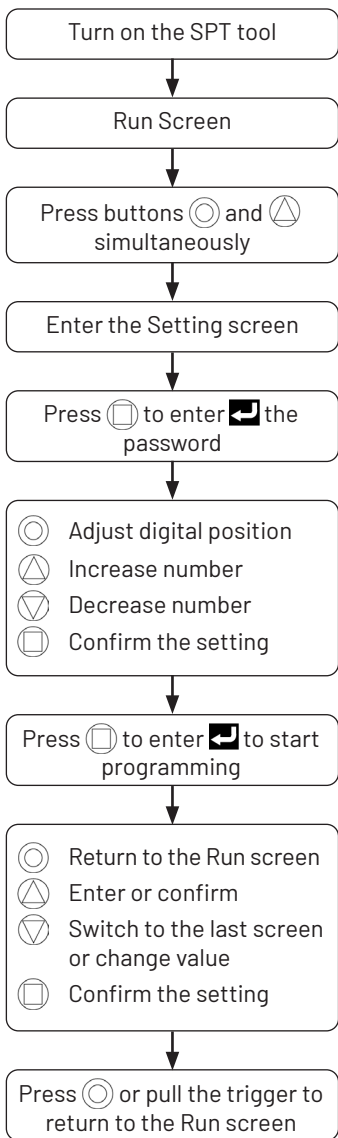 Turn on the SPT tool
Run Screen
Press buttons and
simultaneously
Enter the Setting screen
Press to enter the
password
Adjust digital position
Increase number
Decrease number
Confirm the setting
Press to enter to start
programming
Return to the Run screen
Enter or confirm
Switch to the last screen
or change value
Confirm the setting
Press or pull the trigger to
return to the Run screen